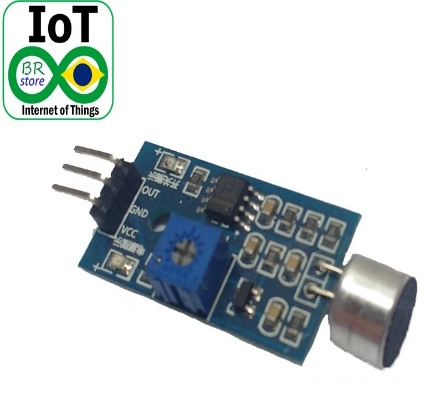 IoT
BR
store
Internet of Things
OUT
GND
VCC